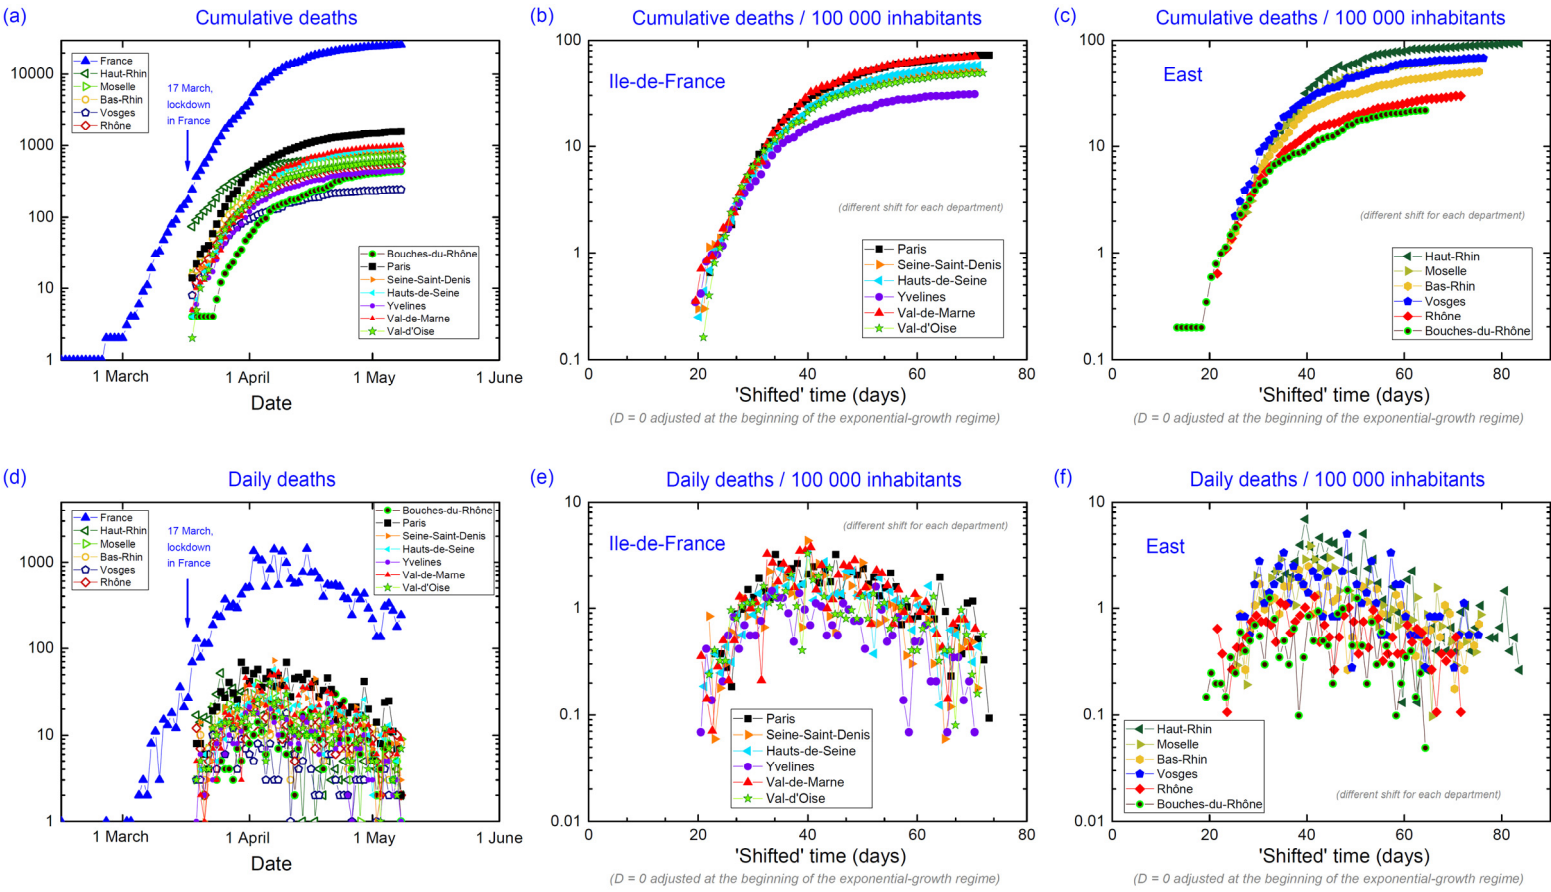 (a) Cumulative deaths
10000
1000
100
10
1
France
Haut-Rhin
Moselle
Bas-Rhin
Vosges
Rhône
17 March,
lockdown
in France
Bouches-du-Rhône
Paris
Seine-Saint-Denis
Hauts-de-Seine
Yvelines
Val-de-Marne
Val-d'Oise
1 March 1 April 1 May 1 June
Date
(b) Cumulative deaths / 100 000 inhabitants
100
10
1
0.1
Ile-de-France
(different shift for each department)
Paris
Seine-Saint-Denis
Hauts-de-Seine
Yvelines
Val-de-Marne
Val-d'Oise
0 20 40 60 80
'Shifted' time (days)
(D = 0 adjusted at the beginning of the exponential-growth regime)
(c) Cumulative deaths / 100 000 inhabitants
100
10
1
0.1
East
(different shift for each department)
Haut-Rhin
Moselle
Bas-Rhin
Vosges
Rhône
Bouches-du-Rhône
0 20 40 60 80
'Shifted' time (days)
(D = 0 adjusted at the beginning of the exponential-growth regime)
(d) Daily deaths
1000
100
10
1
France
Haut-Rhin
Moselle
Bas-Rhin
Vosges
Rhône
17 March,
lockdown
in France
Bouches-du-Rhône
Paris
Seine-Saint-Denis
Hauts-de-Seine
Yvelines
Val-de-Marne
Val-d'Oise
1 March 1 April 1 May 1 June
Date
(e) Daily deaths / 100 000 inhabitants
10
1
0.1
0.01
(different shift for each department)
Ile-de-France
Paris
Seine-Saint-Denis
Hauts-de-Seine
Yvelines
Val-de-Marne
Val-d'Oise
0 20 40 60 80
'Shifted' time (days)
(D = 0 adjusted at the beginning of the exponential-growth regime)
(f) Daily deaths / 100 000 inhabitants
10
1
0.1
0.01
East
Haut-Rhin
Moselle
Bas-Rhin
Vosges
Rhône
Bouches-du-Rhône
(different shift for each department)
0 20 40 60 80
'Shifted' time (days)
(D = 0 adjusted at the beginning of the exponential-growth regime)